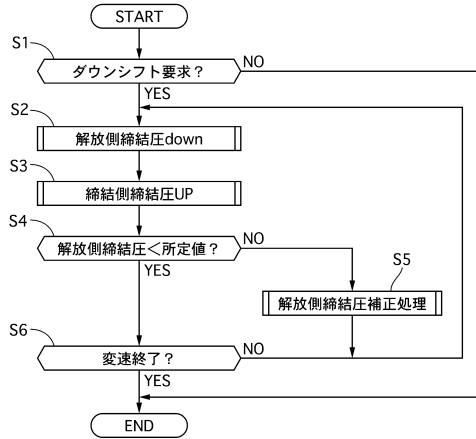 START
S1
ダウンシフト要求？
NO
YES
S2
解放側締結圧down
S3
締結側締結圧UP
S4
解放側締結圧＜所定値？
NO
YES
S5
解放側締結圧補正処理
S6
変速終了？
NO
YES
END